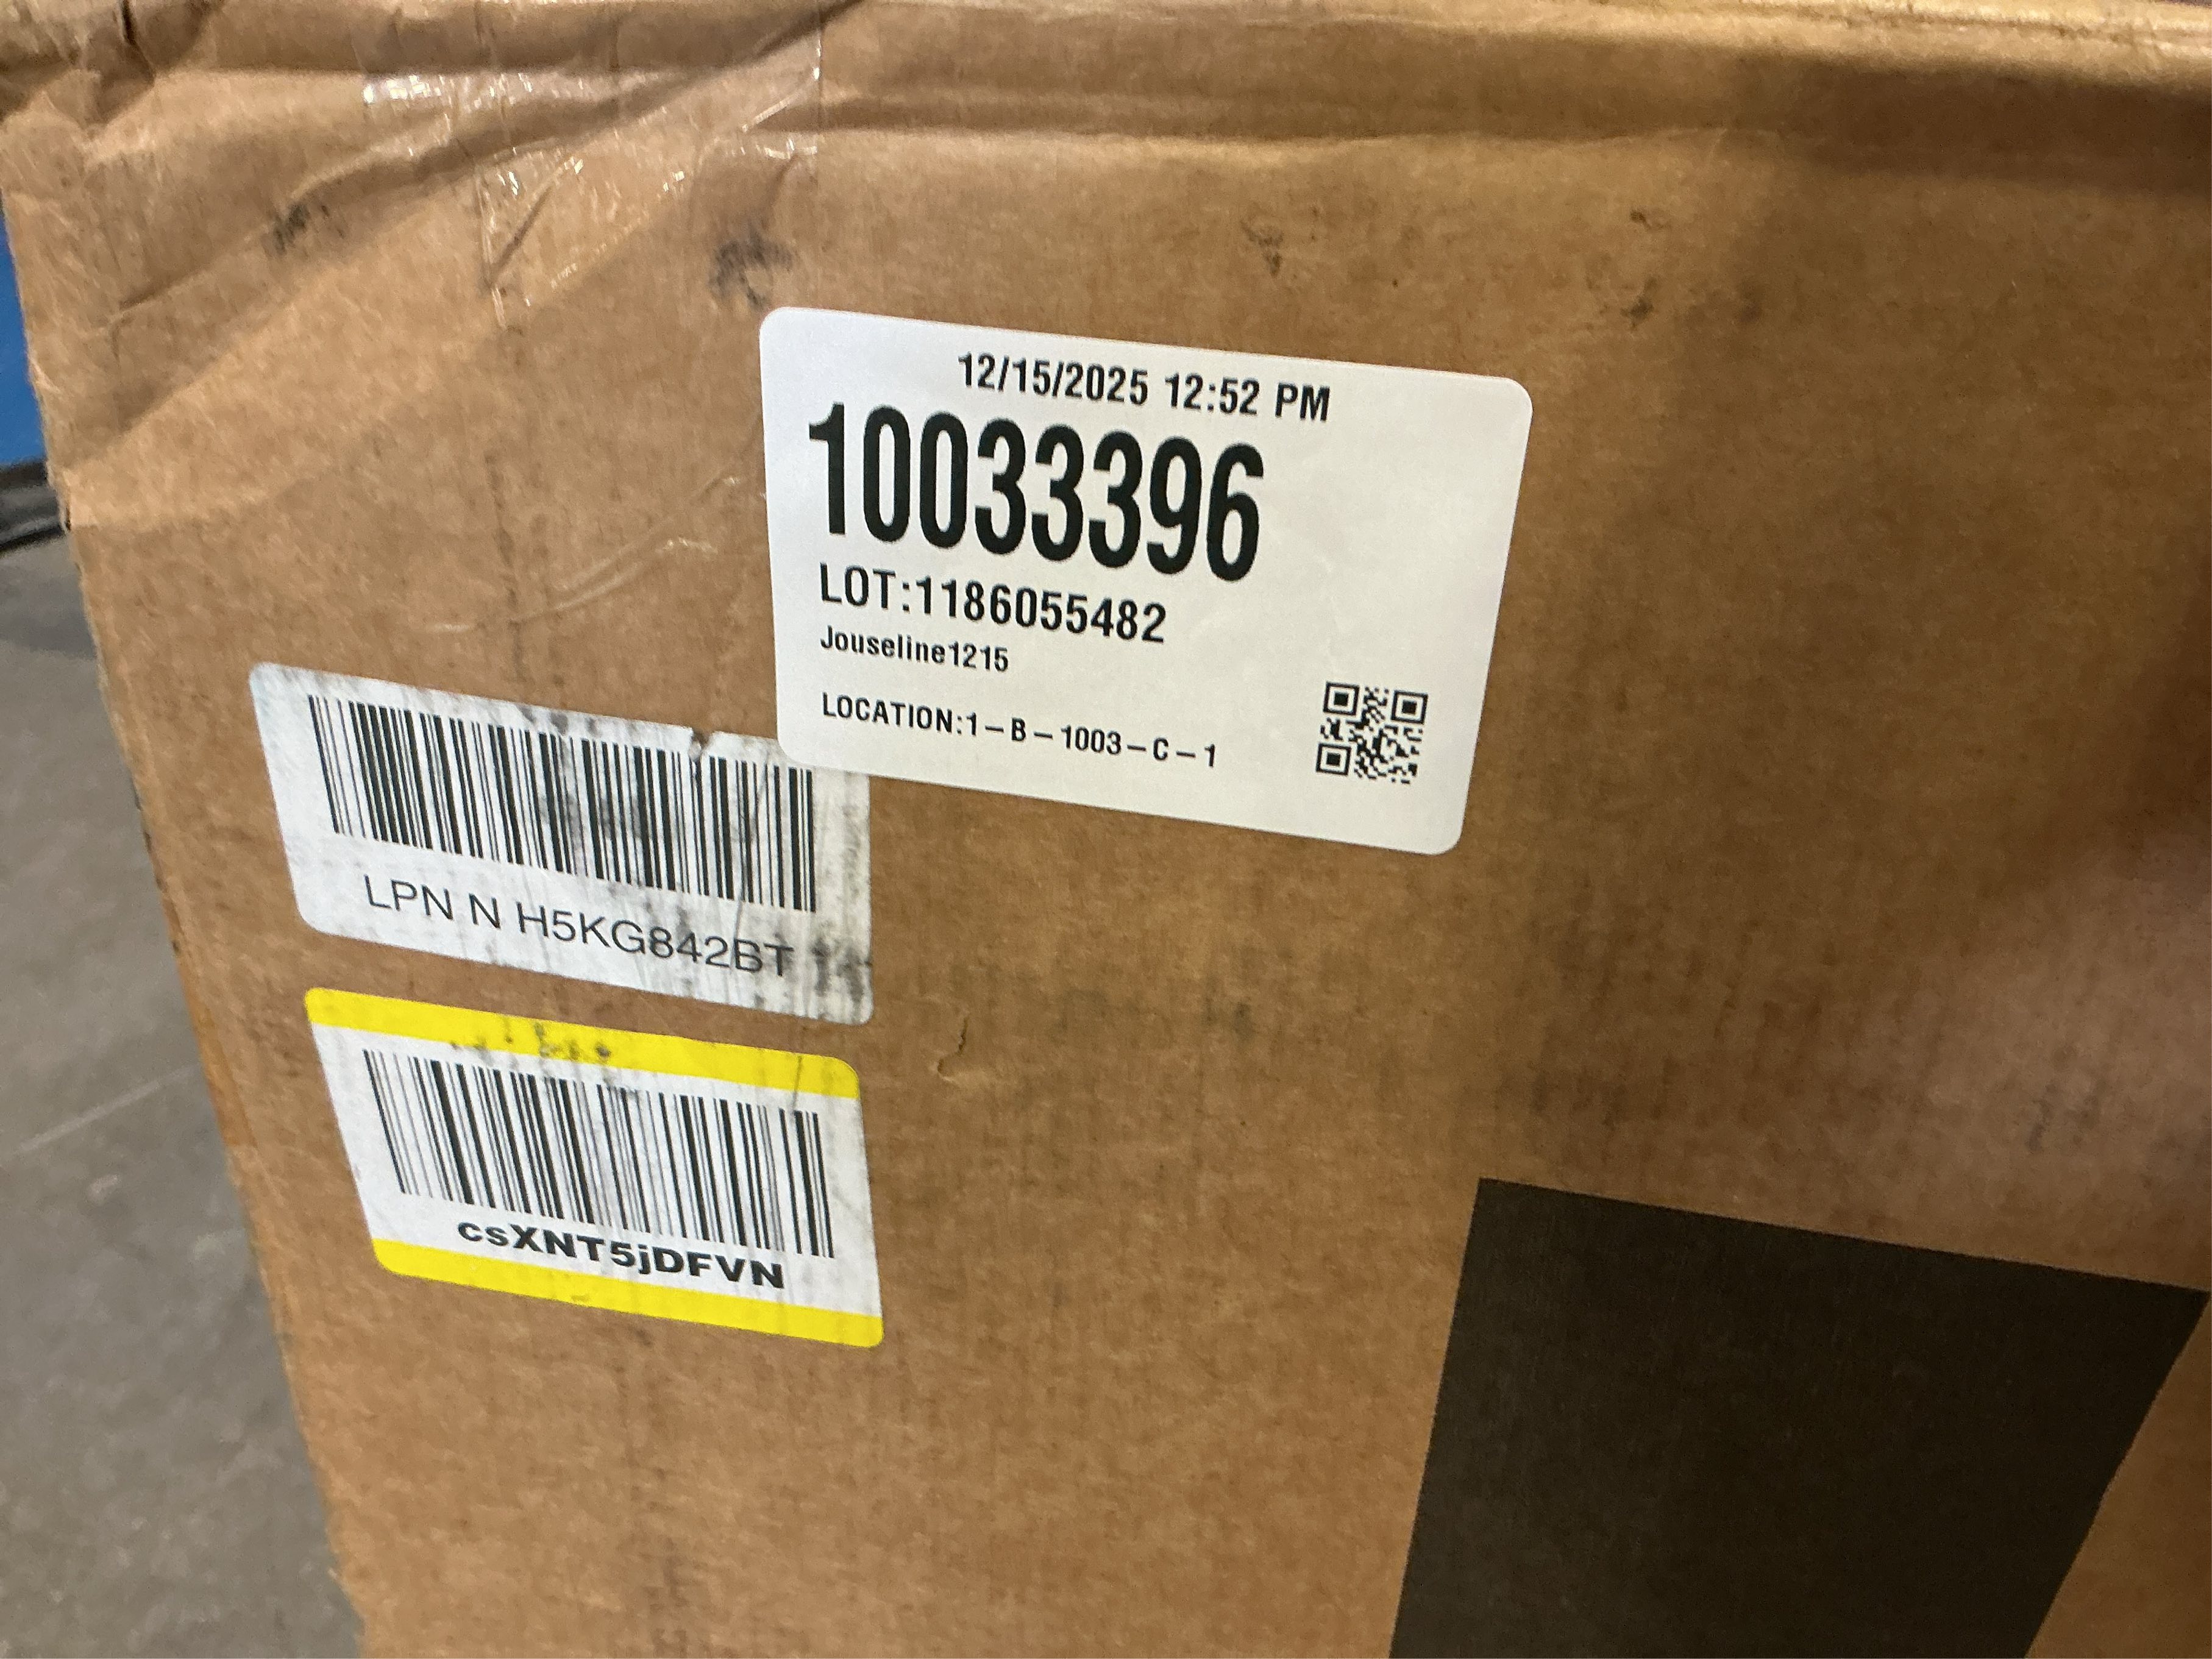 12/15/2025 12:52 PM
10033396
LOT:1186055482
Jouseline1215
LOCATION:1-B-1003-C-1
LPN N H5KG842BT
csXNT5jDFVN